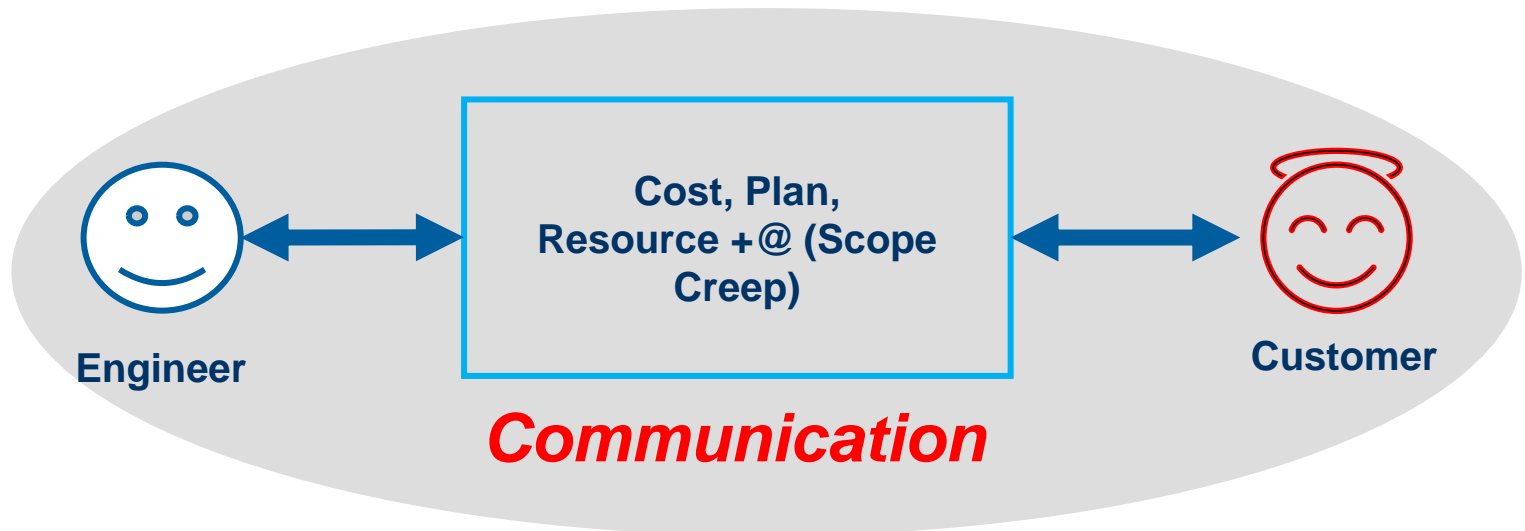 Cost, Plan,
Resource +@ (Scope
Creep)
Engineer
Customer
Communication